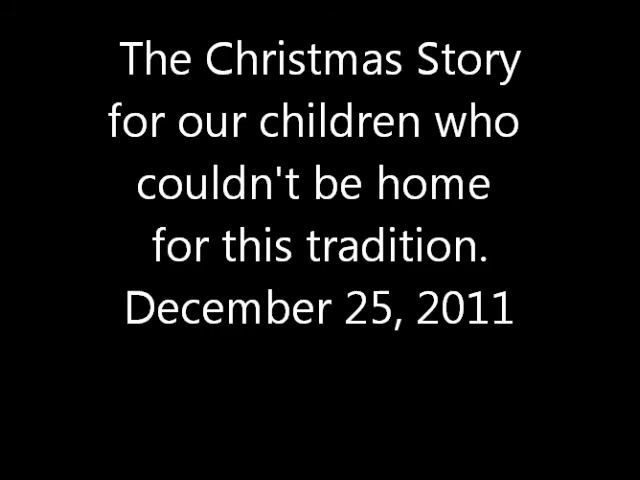 The Christmas Story
for our children who
couldn't be home
for this tradition.
December 25, 2011